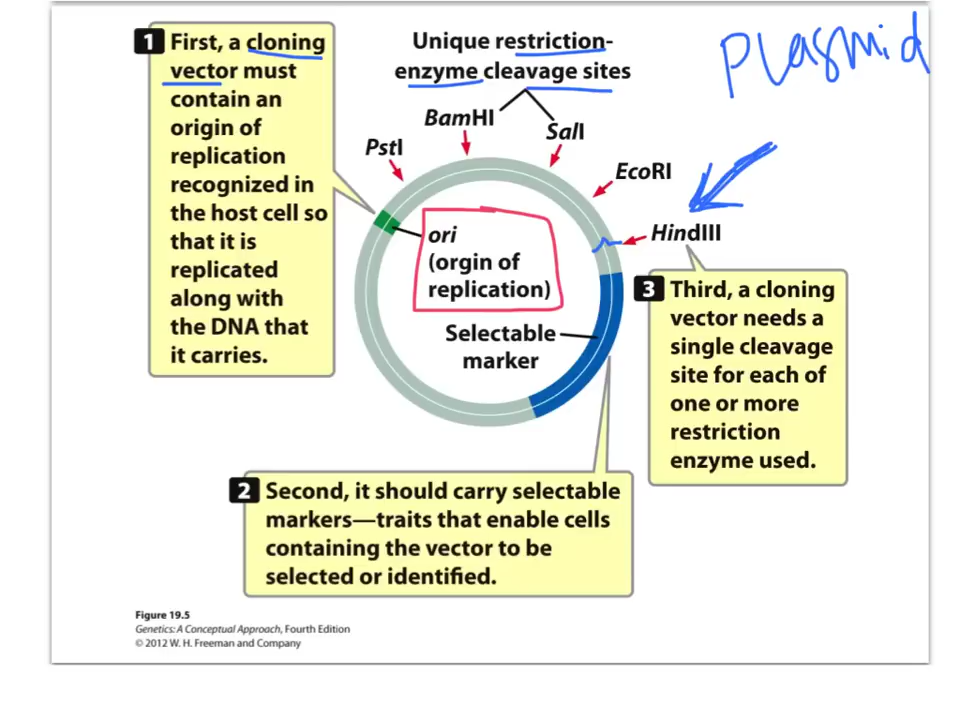 1 First, a cloning
vector must
contain an
origin of
replication
recognized in
the host cell so
that it is
replicated
along with
the DNA that
it carries.
Unique restriction-
enzyme cleavage sites
Plasmid
PstI
BamHI
SalI
EcoRI
HindIII
ori
(orgin of
replication)
Selectable
marker
3 Third, a cloning
vector needs a
single cleavage
site for each of
one or more
restriction
enzyme used.
2 Second, it should carry selectable
markers—traits that enable cells
containing the vector to be
selected or identified.
Figure 19.5
Genetics: A Conceptual Approach, Fourth Edition
© 2012 W. H. Freeman and Company